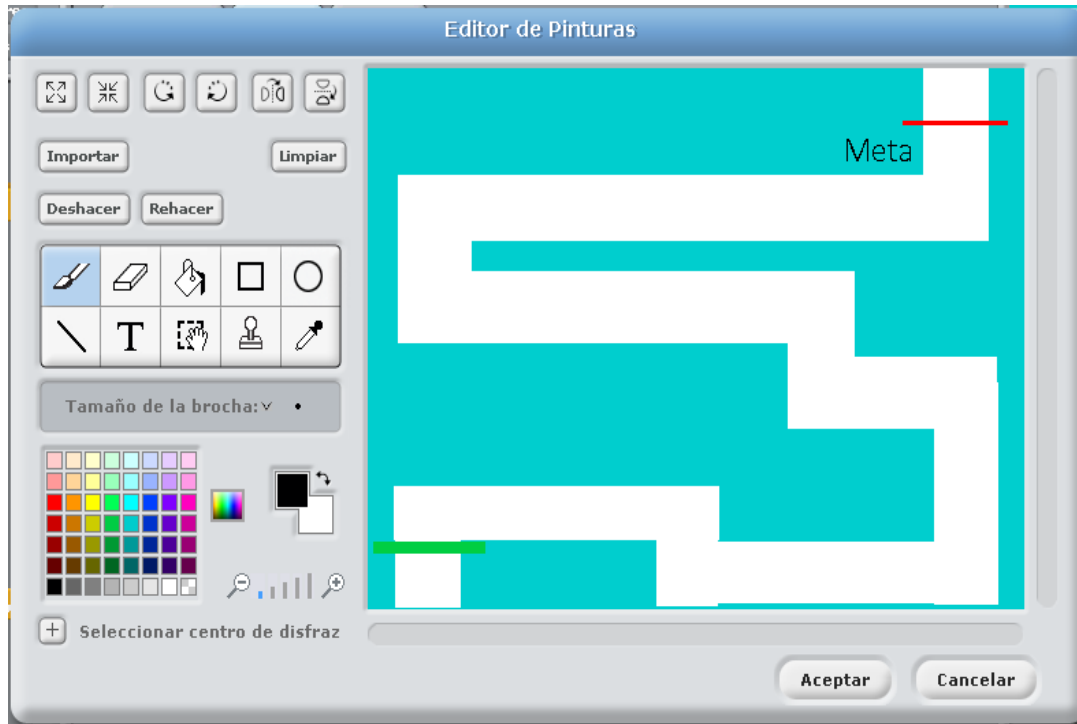 Editor de Pinturas
Importar
Limpiar
Deshacer
Rehacer
T
Tamaño de la brocha:
Seleccionar centro de disfraz
Meta
Aceptar
Cancelar